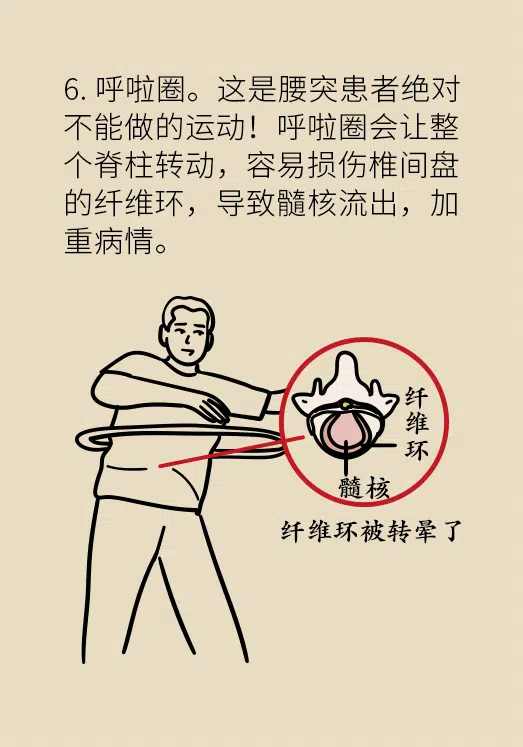 6. 呼啦圈。这是腰突患者绝对
不能做的运动！呼啦圈会让整
个脊柱转动，容易损伤椎间盘
的纤维环，导致髓核流出，加
重病情。
纤维环
髓核
纤维环被转晕了